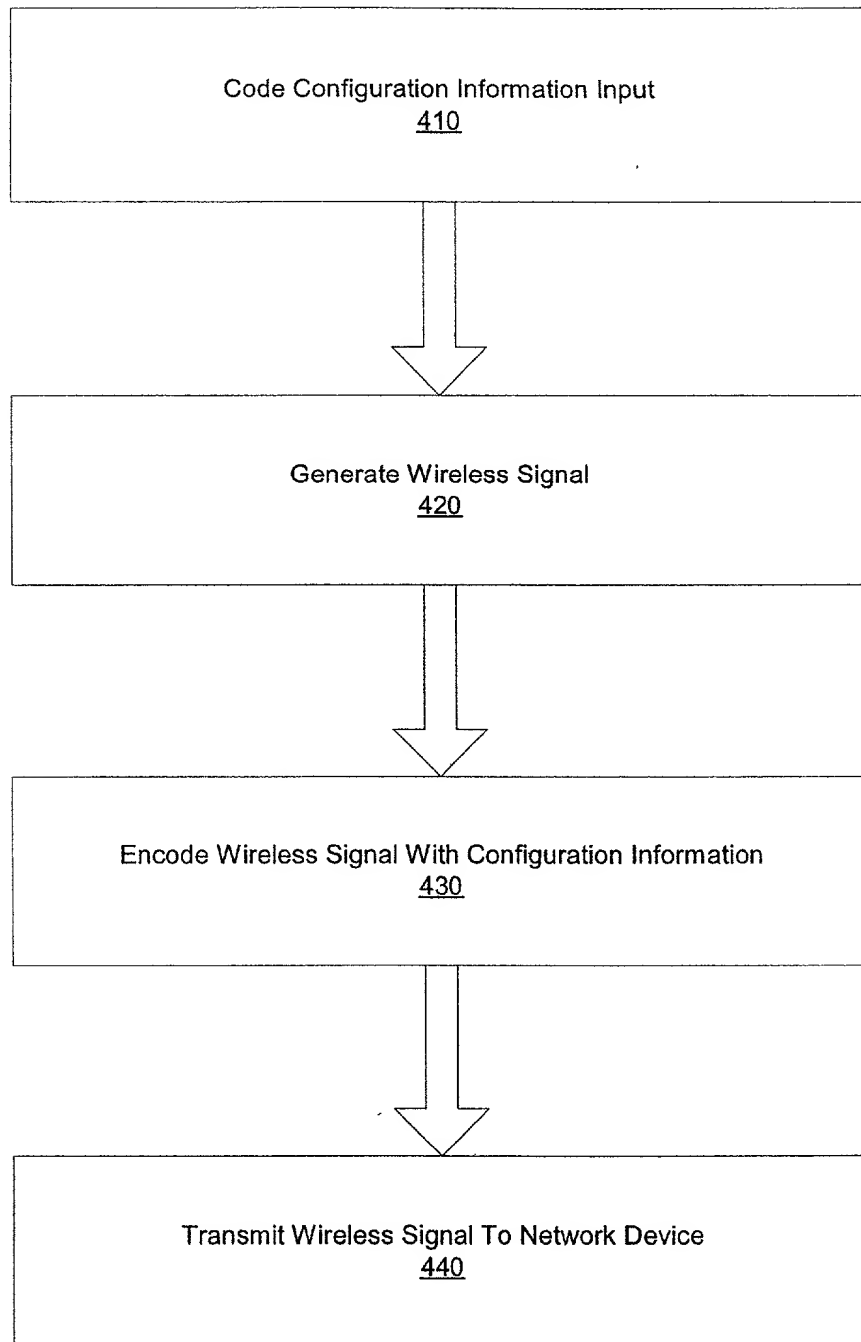 Code Configuration Information Input
410
Generate Wireless Signal
420
Encode Wireless Signal With Configuration Information
430
Transmit Wireless Signal To Network Device
440